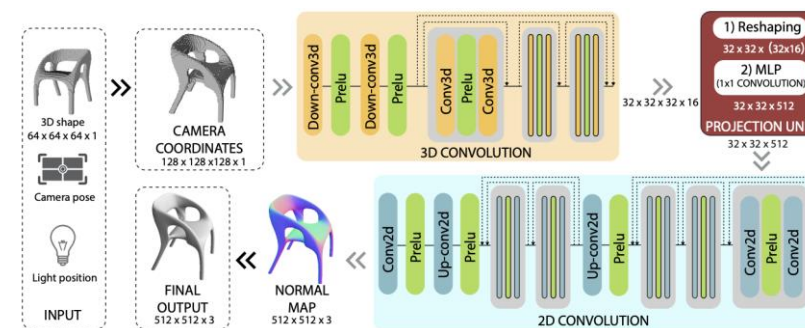 3D shape
64 x 64 x 64 x 1
Camera pose
Light position
INPUT
CAMERA
COORDINATES
128 x 128 x128 x 1
Down-conv3d
Prelu
Down-conv3d
Prelu
Conv3d
Prelu
Conv3d
3D CONVOLUTION
32 x 32 x 32 x 16
1) Reshaping
32 x 32 x (32x16)
2) MLP
(1x1 CONVOLUTION)
32 x 32 x 512
PROJECTION UN
32 x 32 x 512
Conv2d
Prelu
Up-conv2d
Prelu
Up-conv2d
Prelu
Conv2d
Prelu
Conv2d
2D CONVOLUTION
NORMAL
MAP
512 x 512 x 3
FINAL
OUTPUT
512 x 512 x 3